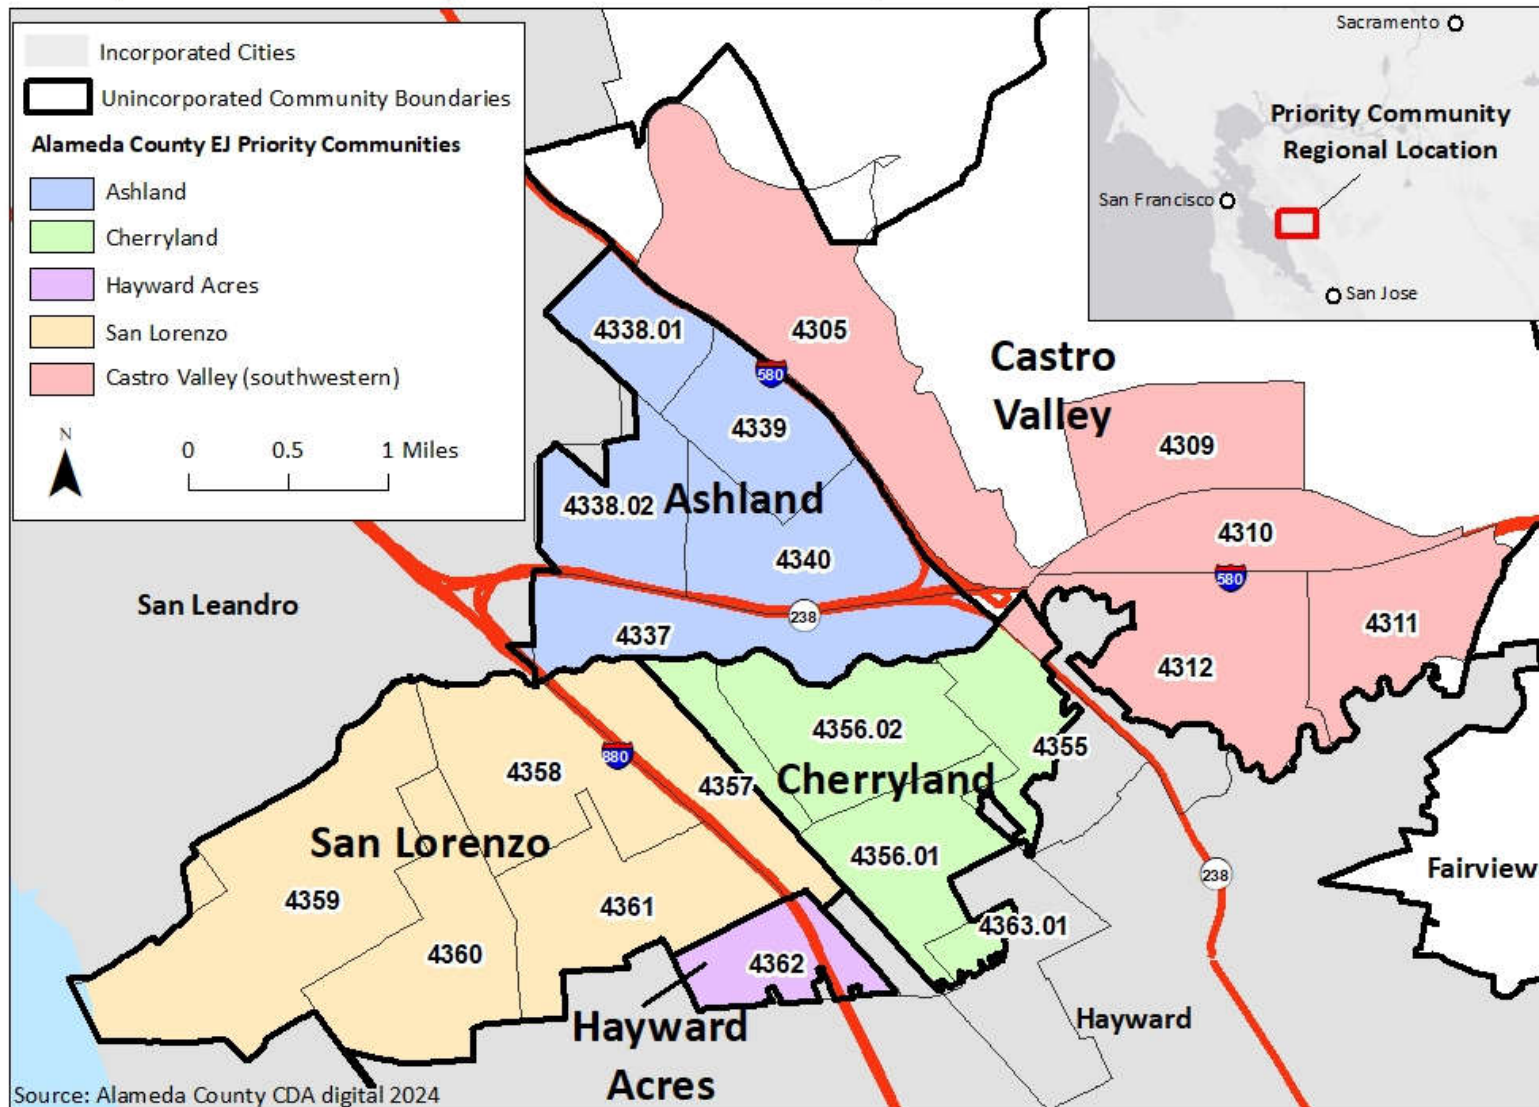 Incorporated Cities
Unincorporated Community Boundaries
Alameda County EJ Priority Communities
Ashland
Cherryland
Hayward Acres
San Lorenzo
Castro Valley (southwestern)
N
0 0.5 1 Miles
Sacramento
Priority Community
Regional Location
San Francisco
San Jose
4338.01
4305
580
Castro
Valley
4339
4309
4338.02
Ashland
4310
4340
580
San Leandro
238
4337
4311
4312
4356.02
4355
880
4358
4357
Cherryland
San Lorenzo
4356.01
238
Fairview
4359
4361
4363.01
4360
4362
Hayward
Acres
Hayward
Source: Alameda County CDA digital 2024